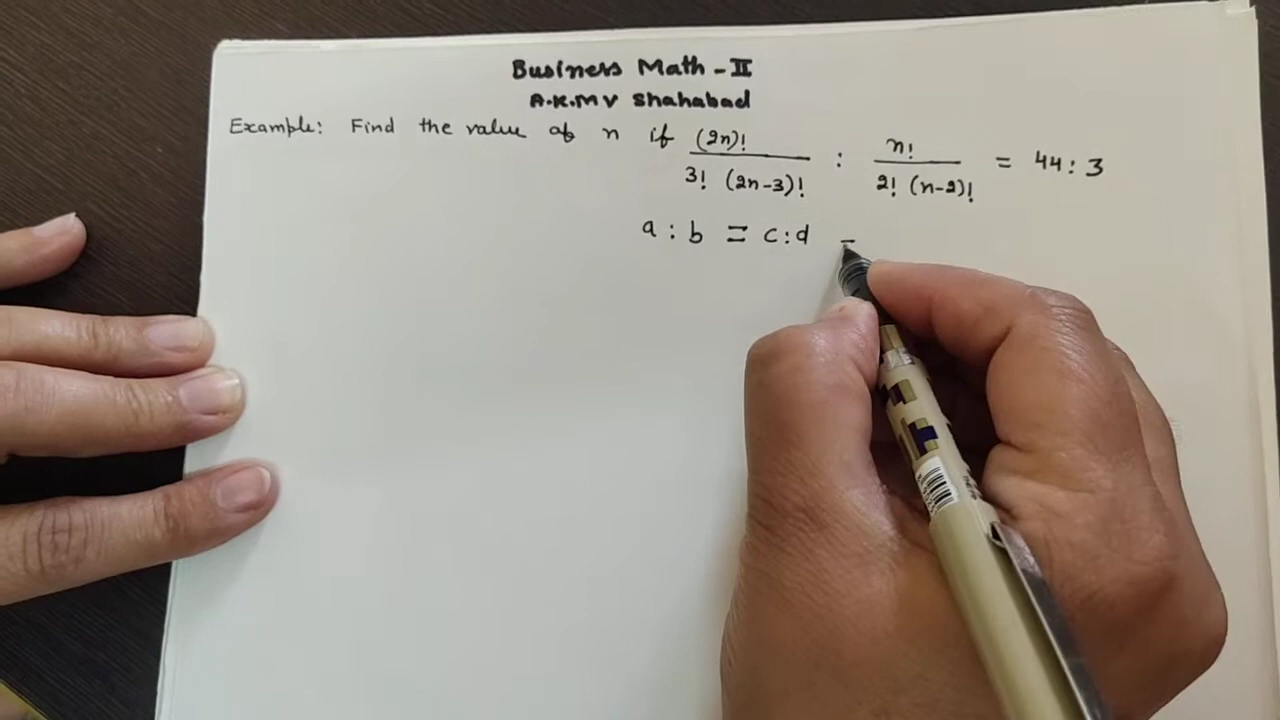 Business Math - II
A.K.M V Shahabad
Example: Find the value of n if (2n)! / 3! (2n-3)! : n! / 2! (n-2)! = 44 : 3
a : b = c : d =